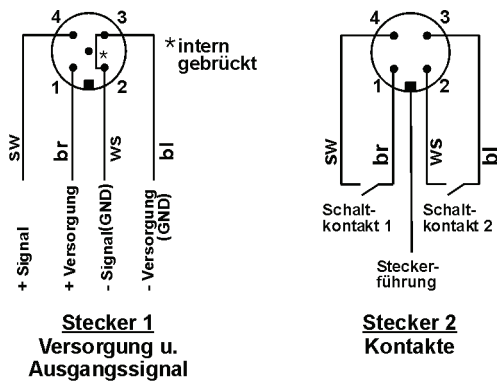 4 3
* intern
gebrückt
*
1 2
sw br ws bl
+ Signal
+ Versorgung
- Signal(GND)
- Versorgung
(GND)
Stecker 1
Versorgung u.
Ausgangssignal
4 3
1 2
sw br ws bl
Schalt-
kontakt 1
Schalt-
kontakt 2
Stecker-
führung
Stecker 2
Kontakte